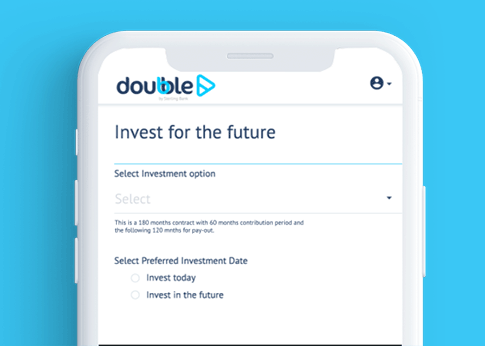 double
by Sterling Bank
Invest for the future
Select Investment option
Select
This is a 180 months contract with 60 months contribution period and
the following 120 mnths for pay-out.
Select Preferred Investment Date
Invest today
Invest in the future